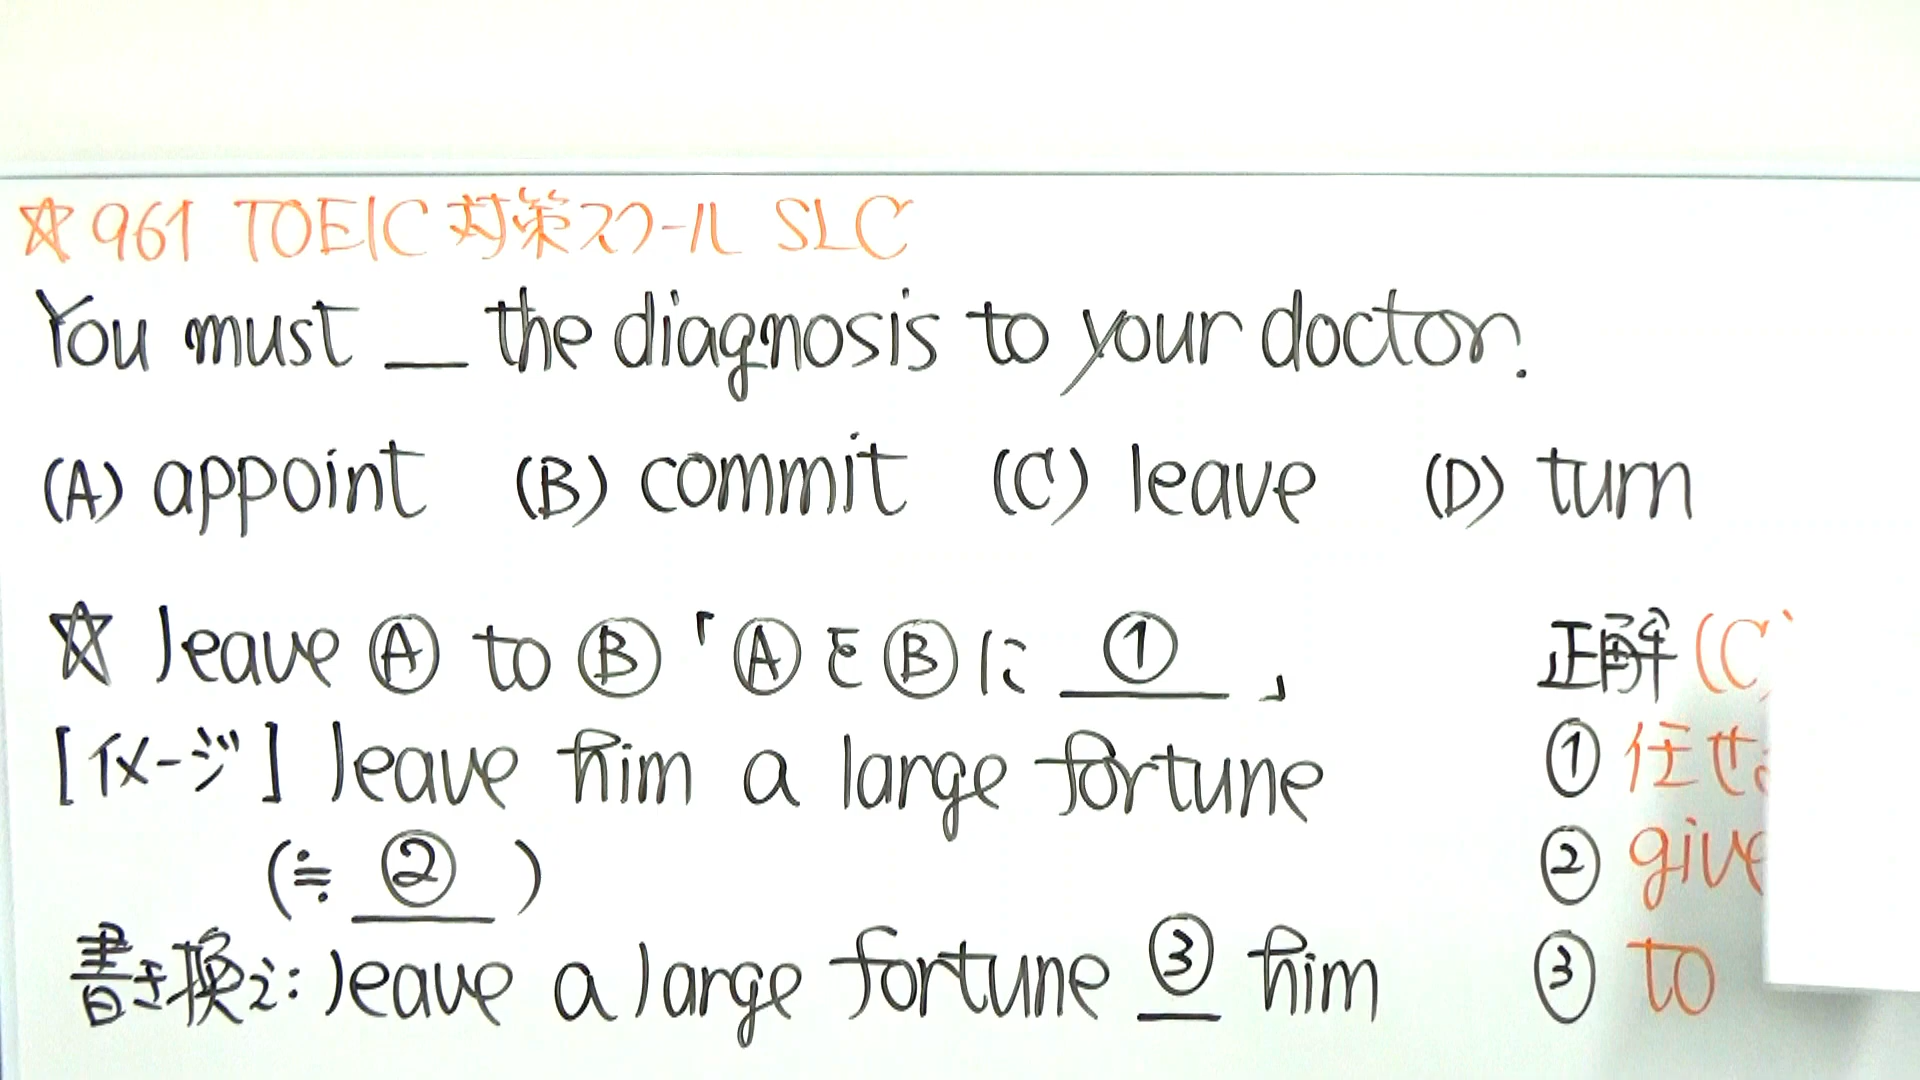 ☆961 TOEIC対策スクール SLC
You must __ the diagnosis to your doctor.
(A) appoint (B) commit (C) leave (D) turn
☆ leave Ⓐ to Ⓑ 「ⒶをⒷに ① 」
[イメージ] leave him a large fortune
(≒ ② )
書き換え: leave a large fortune ③ him
正解 (C)
① 任せ
② give
③ to